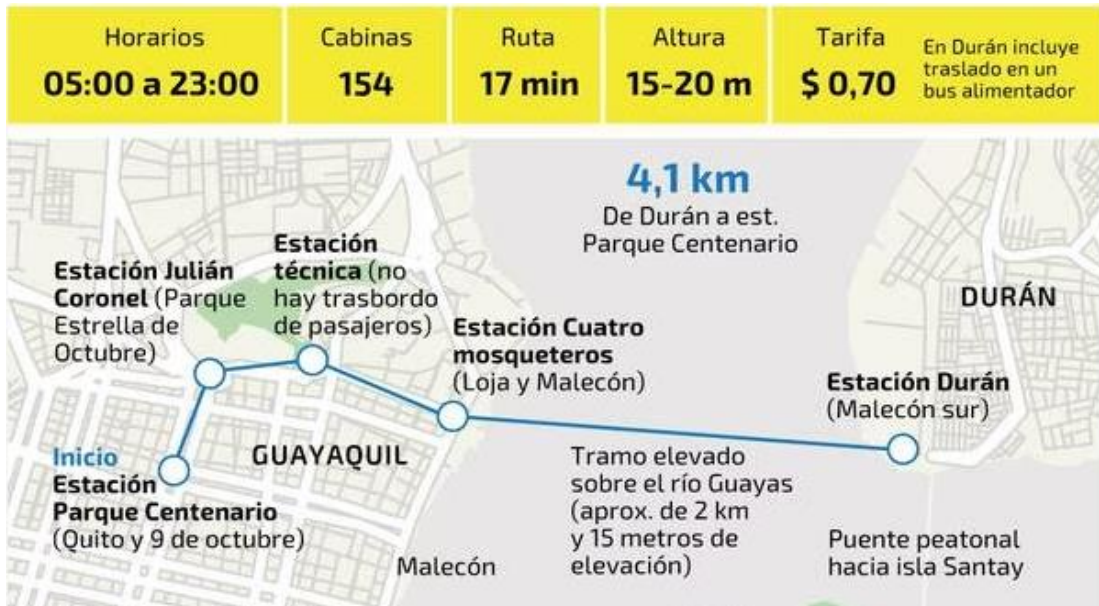 Horarios
05:00 a 23:00
Cabinas
154
Ruta
17 min
Altura
15-20 m
Tarifa
$ 0,70
En Durán incluye
traslado en un
bus alimentador
4,1 km
De Durán a est.
Parque Centenario
Estación Julián
Coronel (Parque
Estrella de
Octubre)
Estación
técnica (no
hay trasbordo
de pasajeros)
Estación Cuatro
mosqueteros
(Loja y Malecón)
DURÁN
Estación Durán
(Malecón sur)
Inicio
Estación
Parque Centenario
(Quito y 9 de octubre)
GUAYAQUIL
Malecón
Tramo elevado
sobre el río Guayas
(aprox. de 2 km
y 15 metros de
elevación)
Puente peatonal
hacia isla Santay